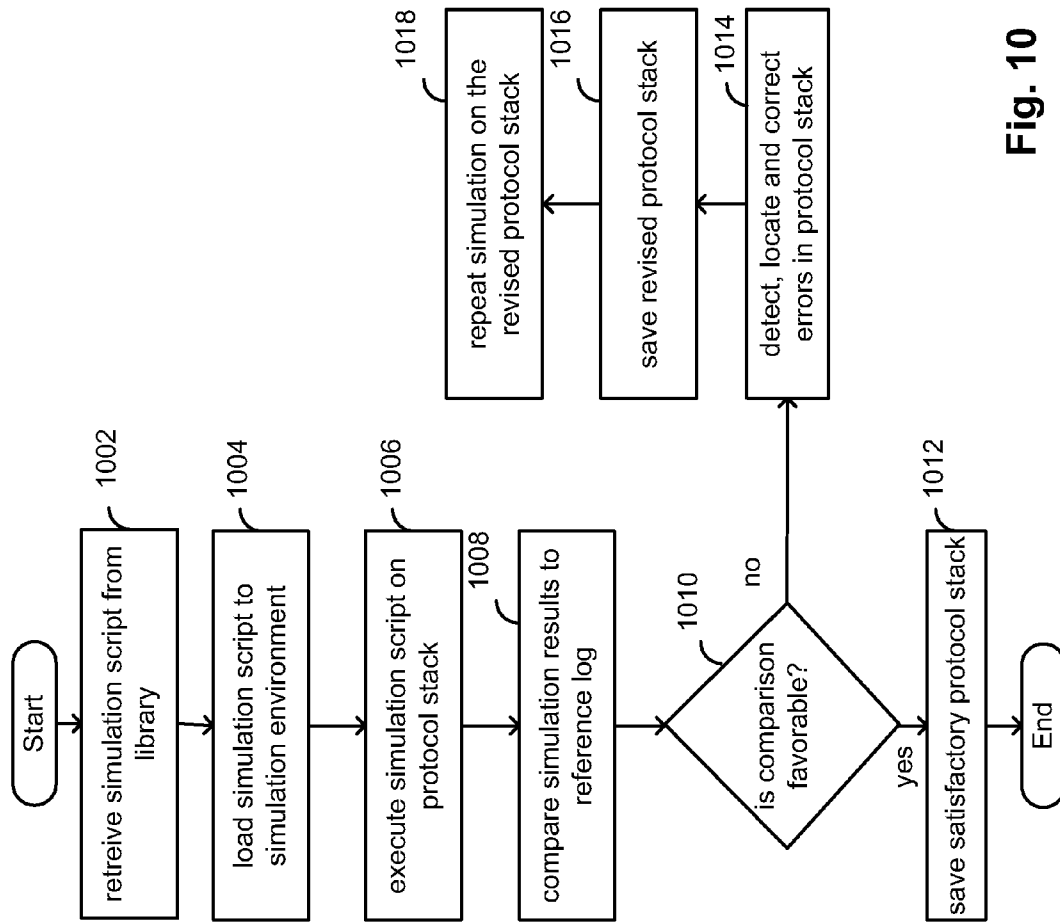 Start
1002
retreive simulation script from
library
1004
load simulation script to
simulation environment
1006
execute simulation script on
protocol stack
1008
compare simulation results to
reference log
1010
is comparison
favorable?
no
yes
1012
save satisfactory protocol stack
End
1014
detect, locate and correct
errors in protocol stack
1016
save revised protocol stack
1018
repeat simulation on the
revised protocol stack
Fig. 10